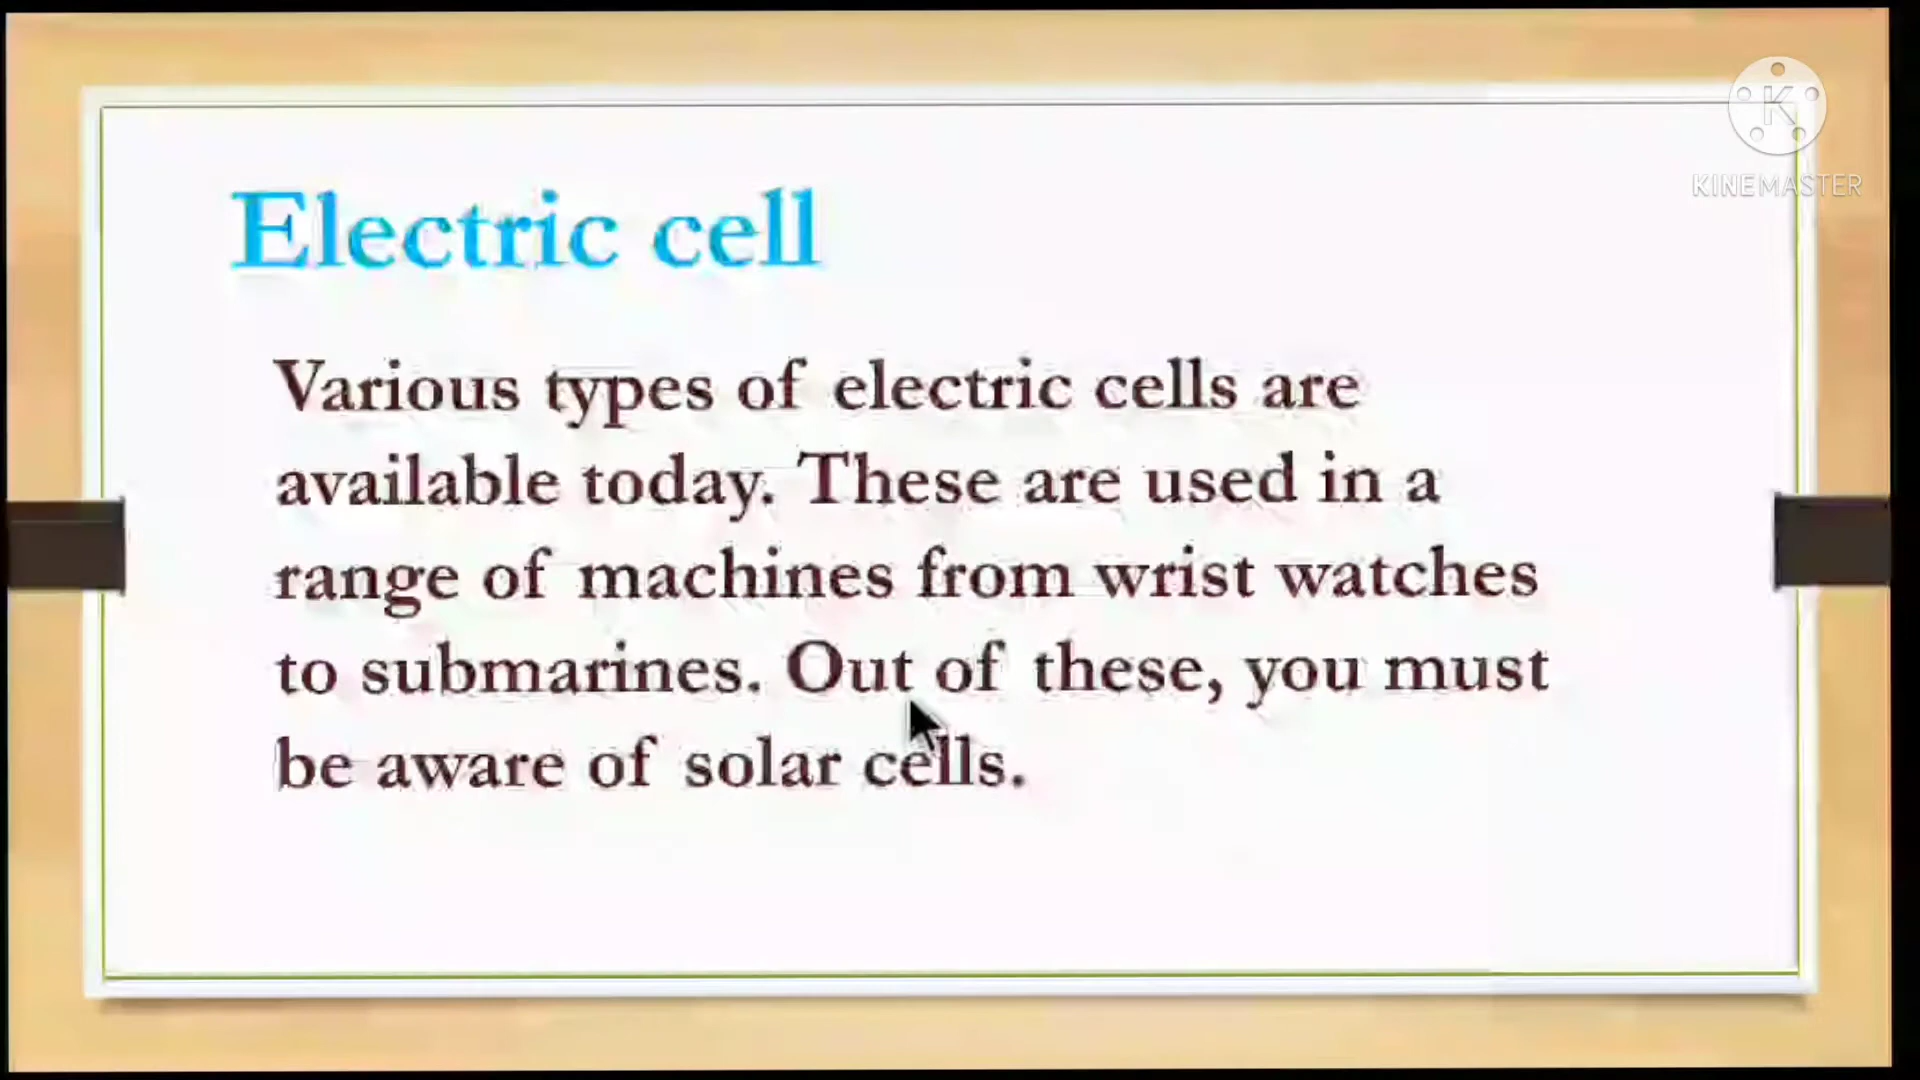 Electric cell
Various types of electric cells are
available today. These are used in a
range of machines from wrist watches
to submarines. Out of these, you must
be aware of solar cells.
K
KINEMASTER